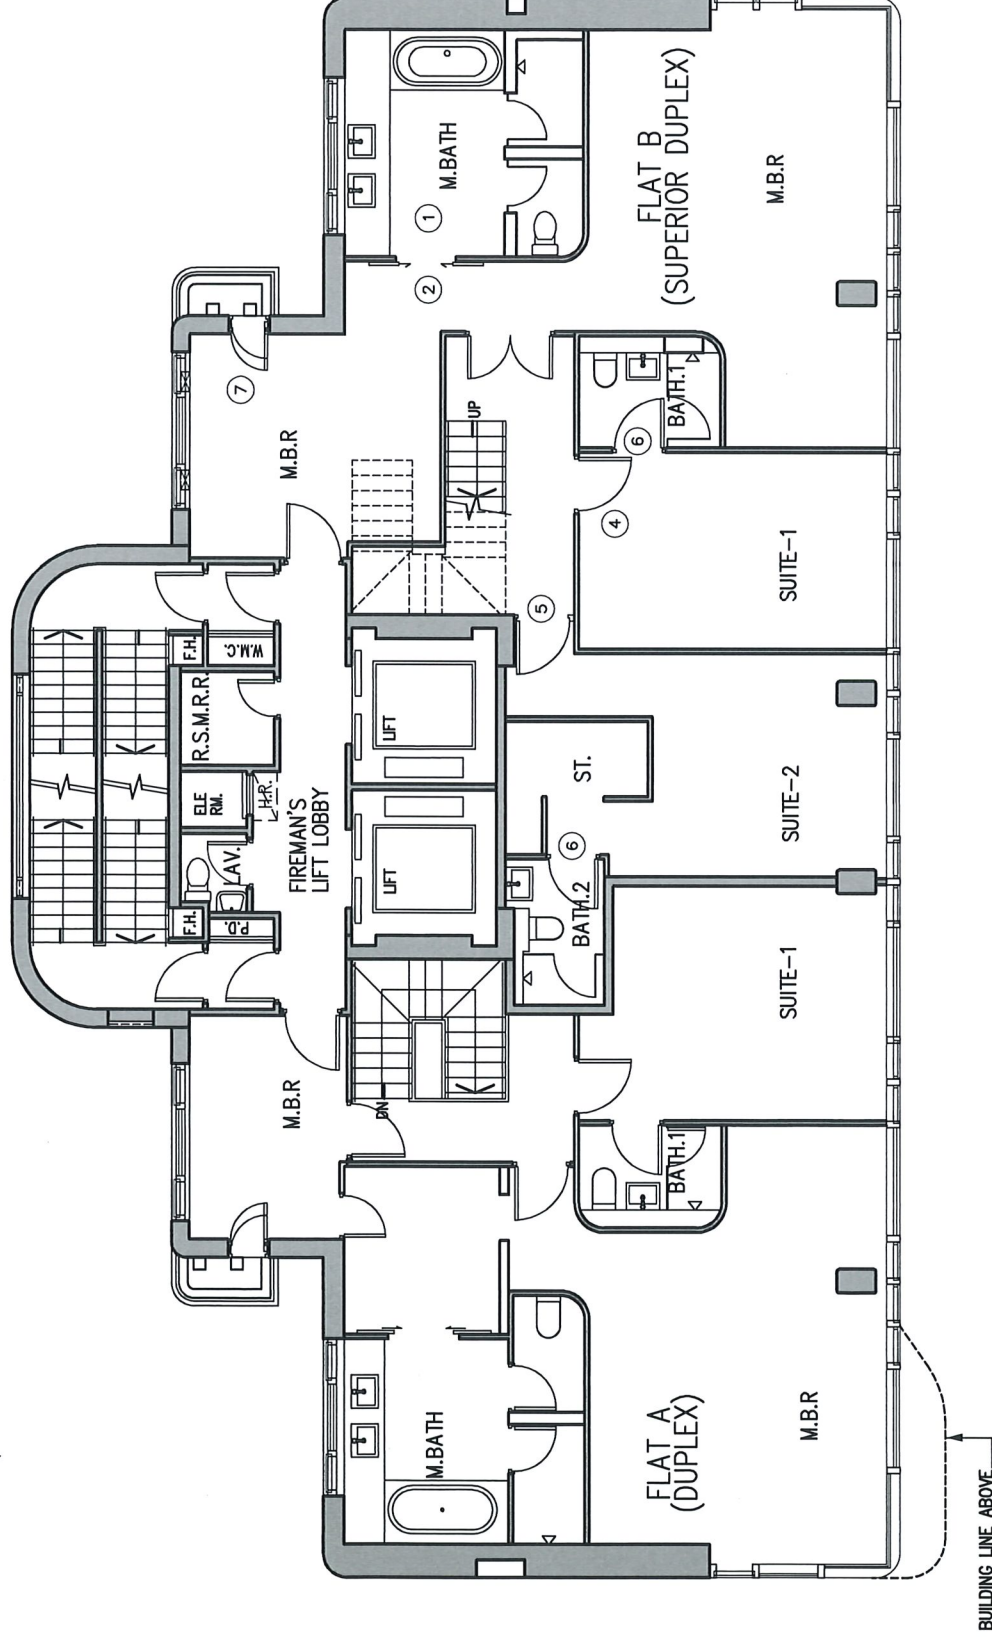 M.BATH
①
②
FLAT B
(SUPERIOR DUPLEX)
M.B.R
⑦
M.B.R
UP
BATH.1
⑥
④
SUITE-1
⑤
F.H.
W.M.C.
R.S.M.R.R.
ELE
RM.
H.R.
LAV.
F.H.
P.D.
FIREMAN'S
LIFT LOBBY
LIFT
LIFT
ST.
⑥
BATH.2
SUITE-2
SUITE-1
M.B.R
DN
BATH.1
M.BATH
FLAT A
(DUPLEX)
M.B.R
BUILDING LINE ABOVE